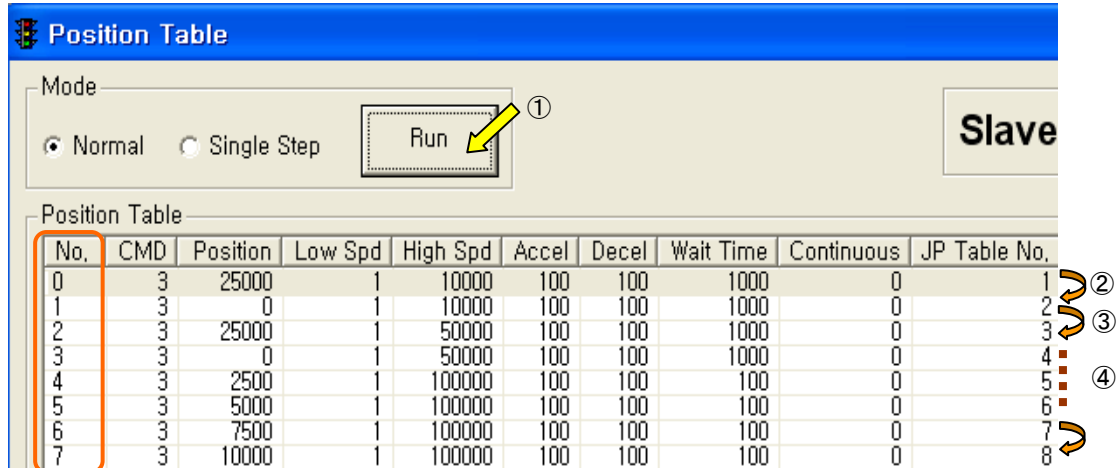 Position Table
Mode
Normal Single Step Run ①
Slave
Position Table
No, CMD Position Low Spd High Spd Accel Decel Wait Time Continuous JP Table No,
0 3 25000 1 10000 100 100 1000 0 1 ②
1 3 0 1 10000 100 100 1000 0 2
2 3 25000 1 50000 100 100 1000 0 3 ③
3 3 0 1 50000 100 100 1000 0 4
4 3 2500 1 100000 100 100 100 0 5 ④
5 3 5000 1 100000 100 100 100 0 6
6 3 7500 1 100000 100 100 100 0 7
7 3 10000 1 100000 100 100 100 0 8